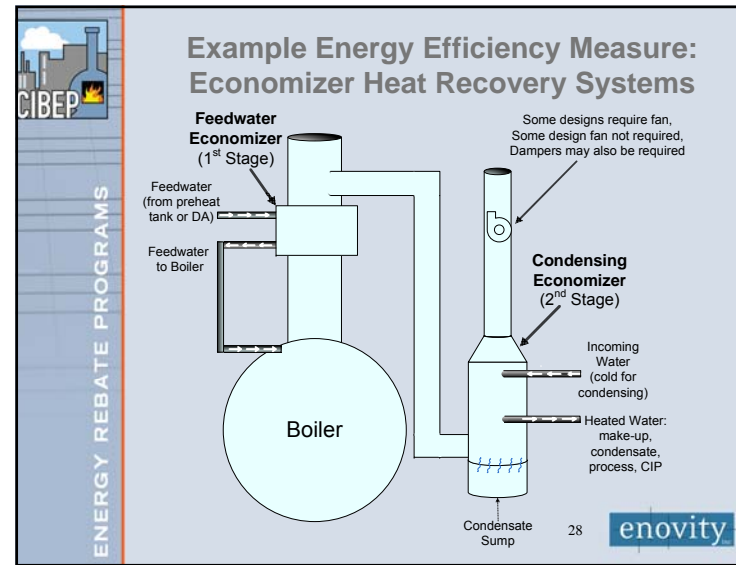 CIBEP
ENERGY REBATE PROGRAMS
Example Energy Efficiency Measure:
Economizer Heat Recovery Systems
Feedwater
Economizer
(1st Stage)
Some designs require fan,
Some design fan not required,
Dampers may also be required
Feedwater
(from preheat
tank or DA)
Feedwater
to Boiler
Condensing
Economizer
(2nd Stage)
Incoming
Water
(cold for
condensing)
Boiler
Heated Water:
make-up,
condensate,
process, CIP
Condensate
Sump
28
enovity